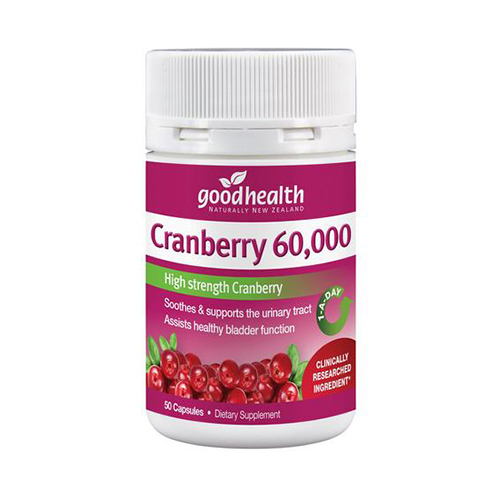 goodhealth
NATURALLY NEW ZEALAND
Cranberry 60,000
High strength Cranberry
1-A-DAY
Soothes & supports the urinary tract
Assists healthy bladder function
CLINICALLY
RESEARCHED
INGREDIENT*
50 Capsules • Dietary Supplement